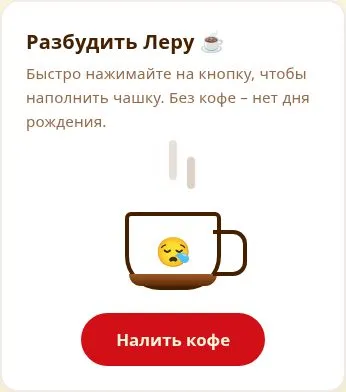 Разбудить Леру ☕
Быстро нажимайте на кнопку, чтобы
наполнить чашку. Без кофе – нет дня
рождения.
Налить кофе